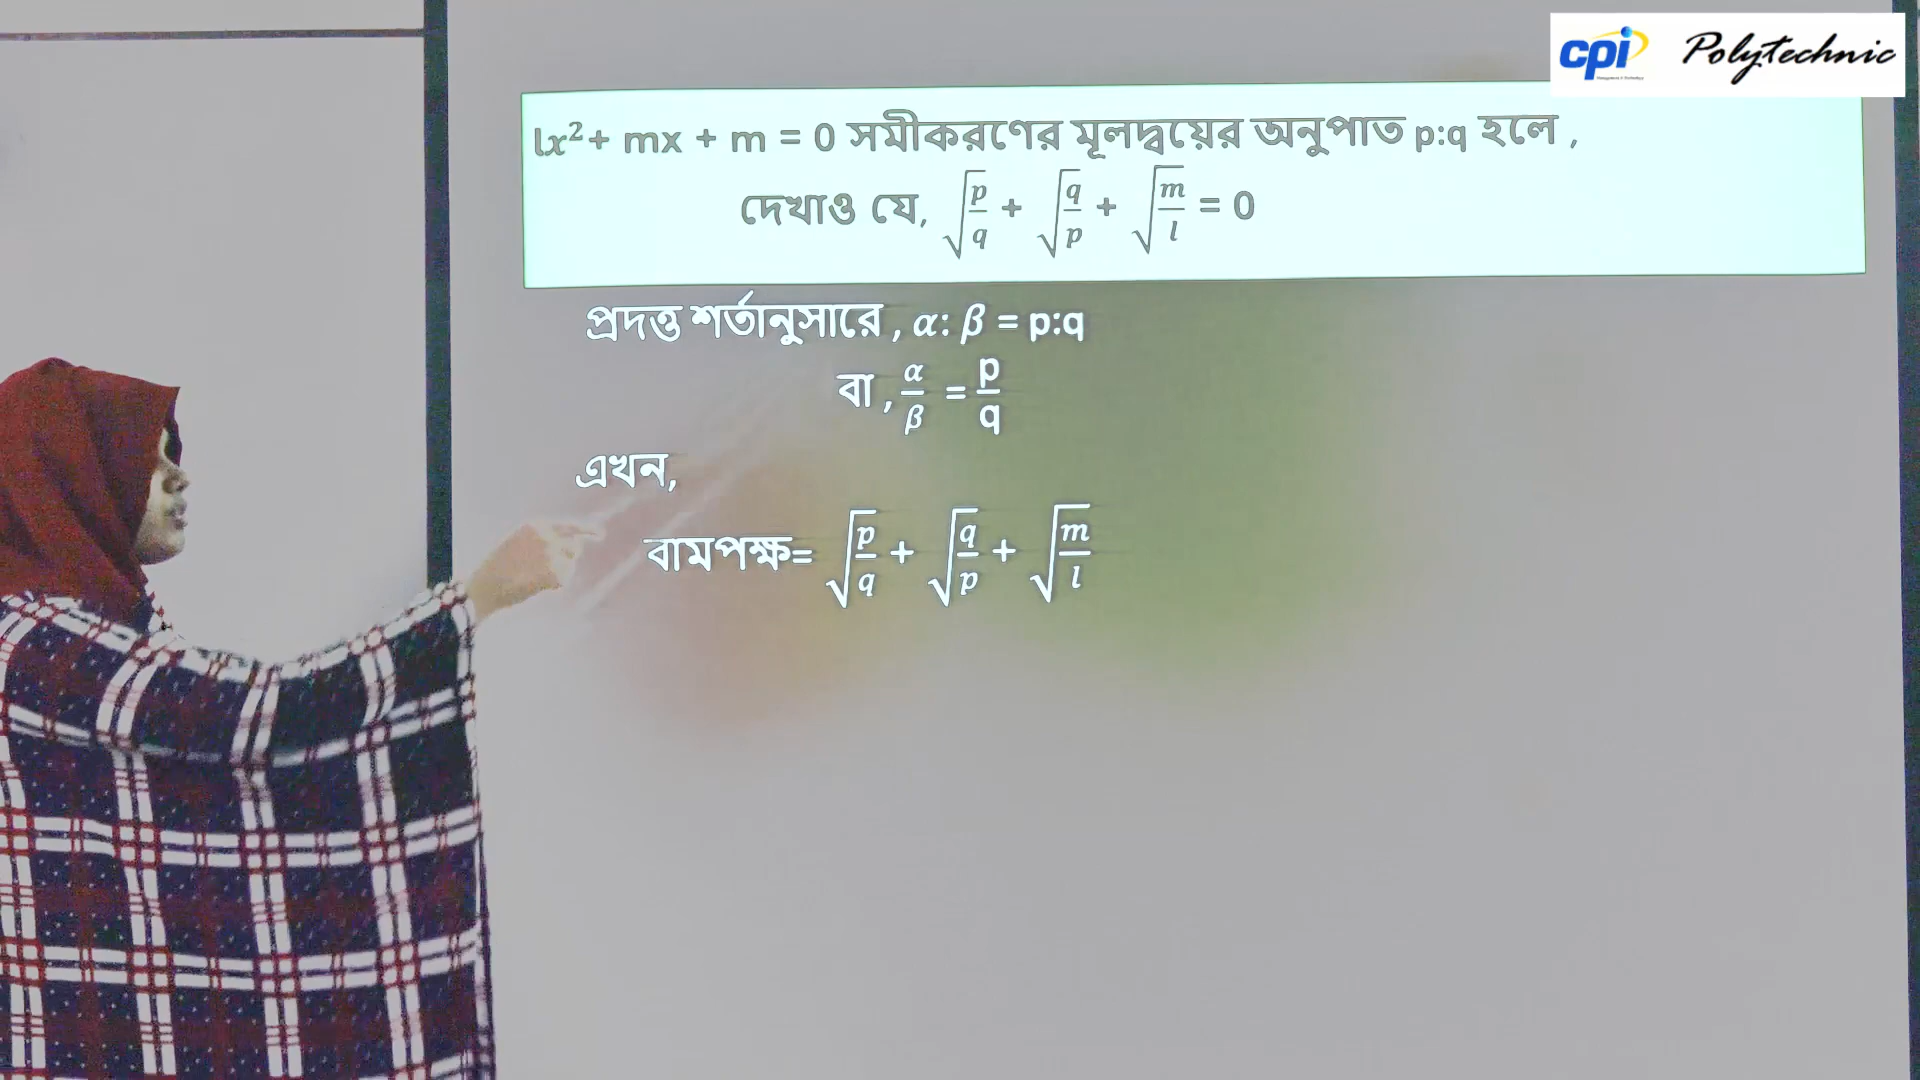 cpi Polytechnic
lx²+ mx + m = 0 সমীকরণের মূলদ্বয়ের অনুপাত p:q হলে ,
দেখাও যে, √(p/q) + √(q/p) + √(m/l) = 0
প্রদত্ত শর্তানুসারে , α: β = p:q
বা , α/β = p/q
এখন,
বামপক্ষ= √(p/q) + √(q/p) + √(m/l)